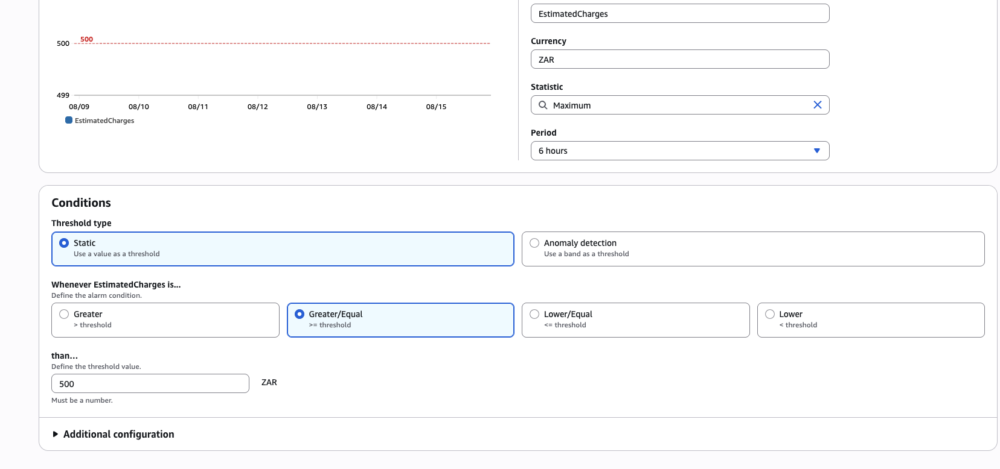 EstimatedCharges
500
500
499
08/09
08/10
08/11
08/12
08/13
08/14
08/15
EstimatedCharges
Currency
ZAR
Statistic
Maximum
Period
6 hours
Conditions
Threshold type
Static
Use a value as a threshold
Anomaly detection
Use a band as a threshold
Whenever EstimatedCharges is...
Define the alarm condition.
Greater
> threshold
Greater/Equal
>= threshold
Lower/Equal
<= threshold
Lower
< threshold
than...
Define the threshold value.
500
ZAR
Must be a number.
Additional configuration